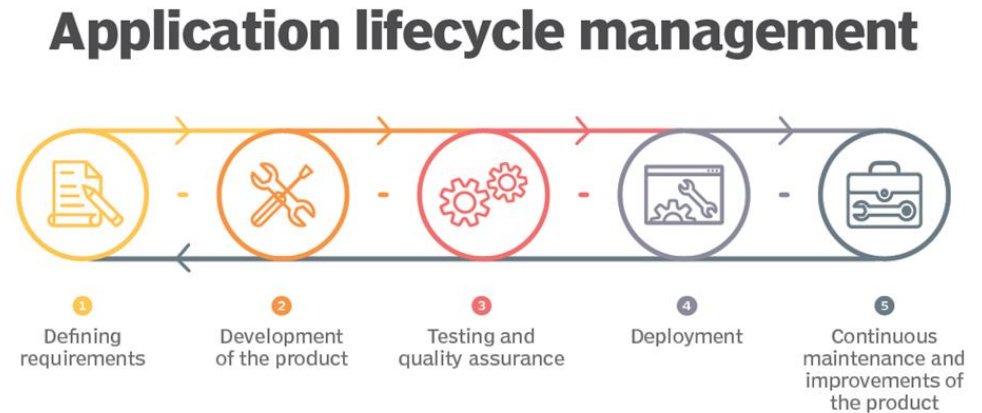 Application lifecycle management
1
Defining
requirements
2
Development
of the product
3
Testing and
quality assurance
4
Deployment
5
Continuous
maintenance and
improvements of
the product